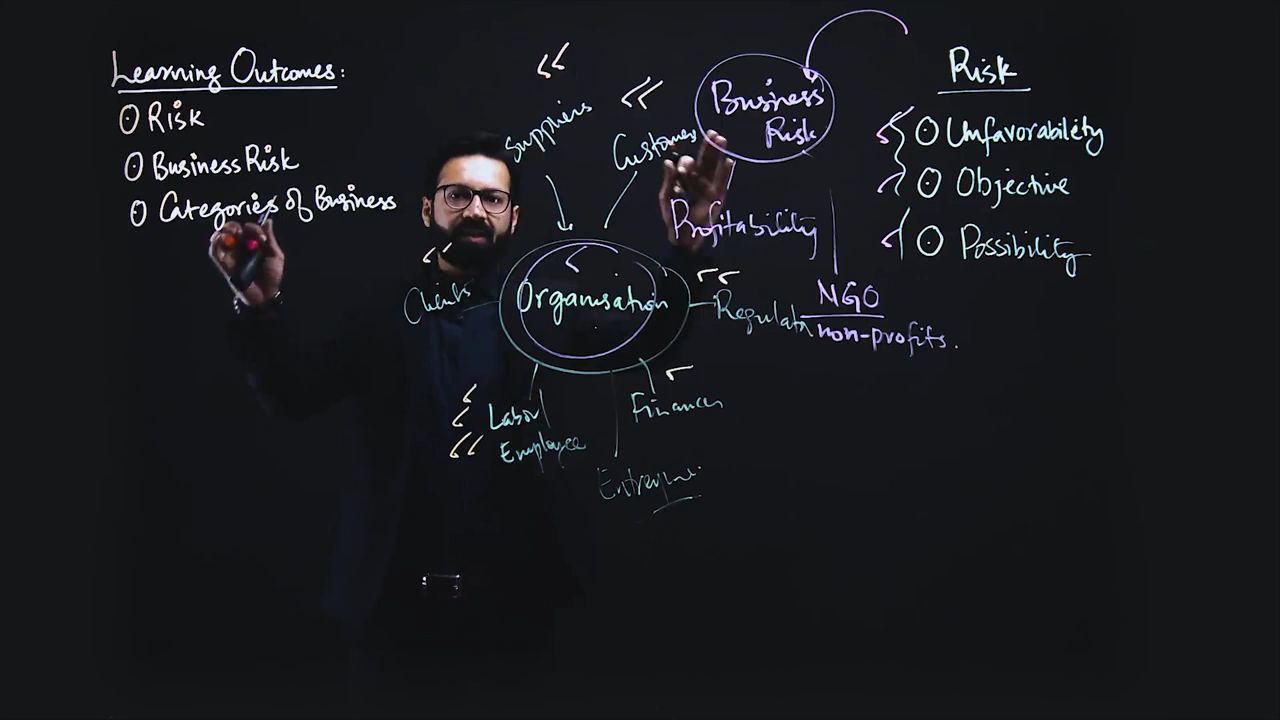 Learning Outcomes:
Risk
Business Risk
Categories of Business
Suppliers
Customers
Business
Risk
Risk
Unfavorability
Objective
Possibility
Profitability
NGO
non-profits.
Organisation
Clients
Regulator
Labor
Employee
Finances